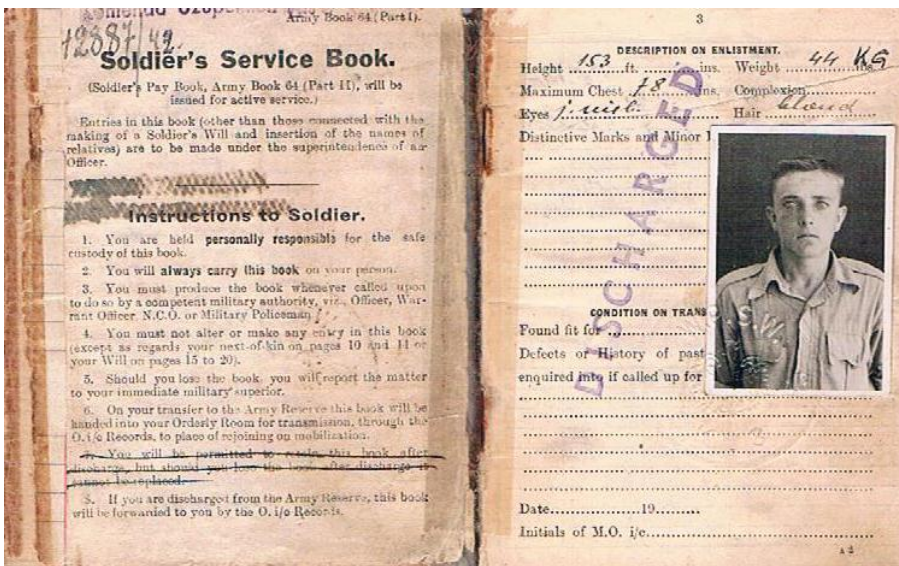 Army Book 64 (Part I).
12387/42.
Soldier's Service Book.
(Soldier's Pay Book, Army Book 64 (Part II), will be
issued for active service.)
Entries in this book (other than those connected with the
making of a Soldier's Will and insertion of the names of
relatives) are to be made under the superintendence of an
Officer.
Instructions to Soldier.
1. You are held personally responsible for the safe
custody of this book.
2. You will always carry this book on your person.
3. You must produce the book whenever called upon
to do so by a competent military authority, viz., Officer, War-
rant Officer, N.C.O. or Military Policeman
4. You must not alter or make any entry in this book
(except as regards your next-of-kin on pages 10 and 11 or
your Will on pages 15 to 20).
5. Should you lose the book, you will report the matter
to your immediate military superior.
6. On your transfer to the Army Reserve this book will be
handed into your Orderly Room for transmission, through the
O. i/c Records, to place of rejoining on mobilization.
7. You will be permitted to retain this book after
discharge, but should you lose the book after discharge it
cannot be replaced.
8. If you are discharged from the Army Reserve, this book
will be forwarded to you by the O. i/c Records.
3
DESCRIPTION ON ENLISTMENT.
Height 153 ft. ins. Weight 44 KG
Maximum Chest 78 ins. Complexion
Eyes Hair
Distinctive Marks and Minor
DISCHARGED
CONDITION ON TRANS
Found fit for
Defects or History of past
enquired into if called up for
Date 19
Initials of M.O. i/c
A 2